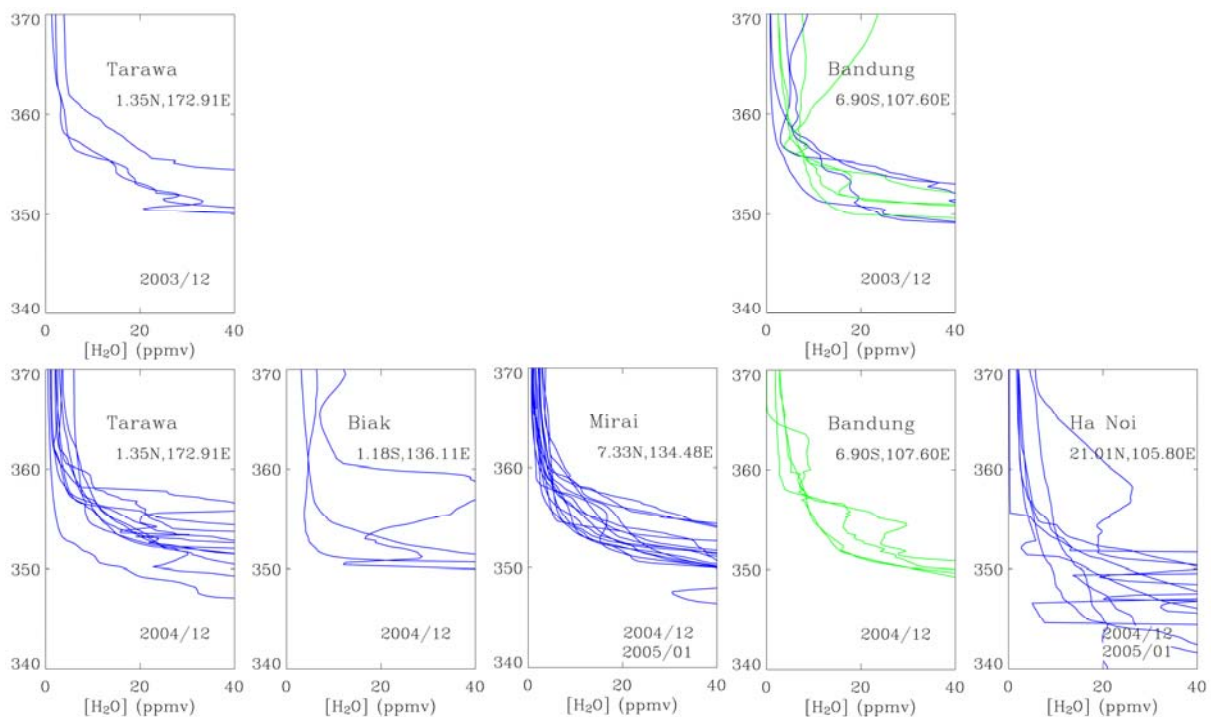 370
360
350
340
Tarawa
1.35N,172.91E
2003/12
0 20 40
[H₂O] (ppmv)
370
360
350
340
Bandung
6.90S,107.60E
2003/12
0 20 40
[H₂O] (ppmv)
370
360
350
340
Tarawa
1.35N,172.91E
2004/12
0 20 40
[H₂O] (ppmv)
370
360
350
340
Biak
1.18S,136.11E
2004/12
0 20 40
[H₂O] (ppmv)
370
360
350
340
Mirai
7.33N,134.48E
2004/12
2005/01
0 20 40
[H₂O] (ppmv)
370
360
350
340
Bandung
6.90S,107.60E
2004/12
0 20 40
[H₂O] (ppmv)
370
360
350
340
Ha Noi
21.01N,105.80E
2004/12
2005/01
0 20 40
[H₂O] (ppmv)